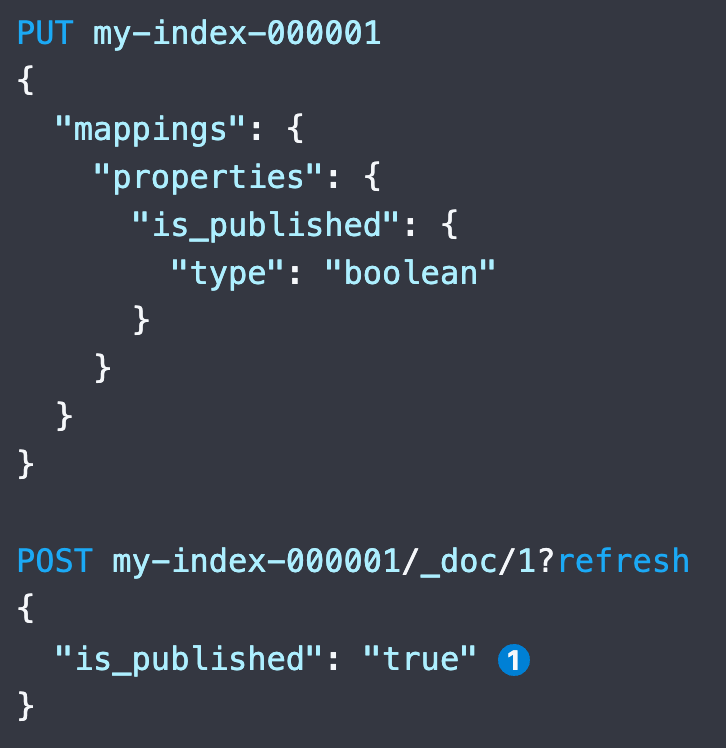 PUT my-index-000001
{
  "mappings": {
    "properties": {
      "is_published": {
        "type": "boolean"
      }
    }
  }
}

POST my-index-000001/_doc/1?refresh
{
  "is_published": "true" 1
}